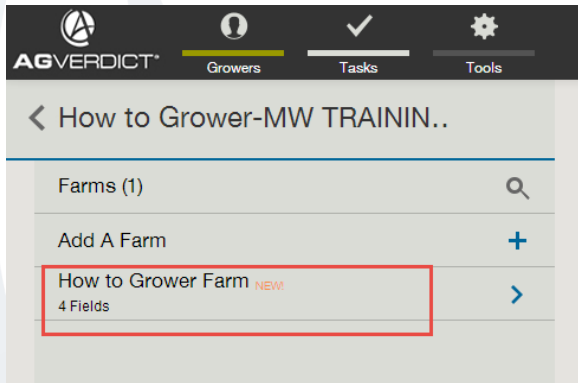 AGVERDICT
Growers Tasks Tools
How to Grower-MW TRAININ..
Farms (1)
Add A Farm
How to Grower Farm NEW!
4 Fields